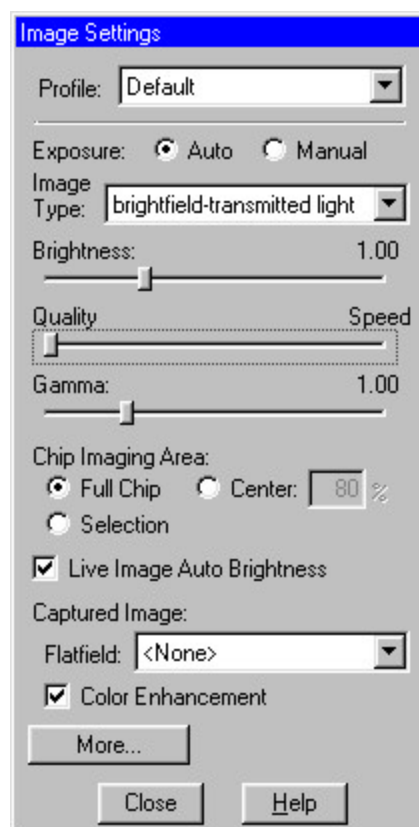 Image Settings
Profile: Default
Exposure: Auto Manual
Image Type: brightfield-transmitted light
Brightness: 1.00
Quality Speed
Gamma: 1.00
Chip Imaging Area:
Full Chip Center: 80 %
Selection
Live Image Auto Brightness
Captured Image:
Flatfield: <None>
Color Enhancement
More...
Close Help